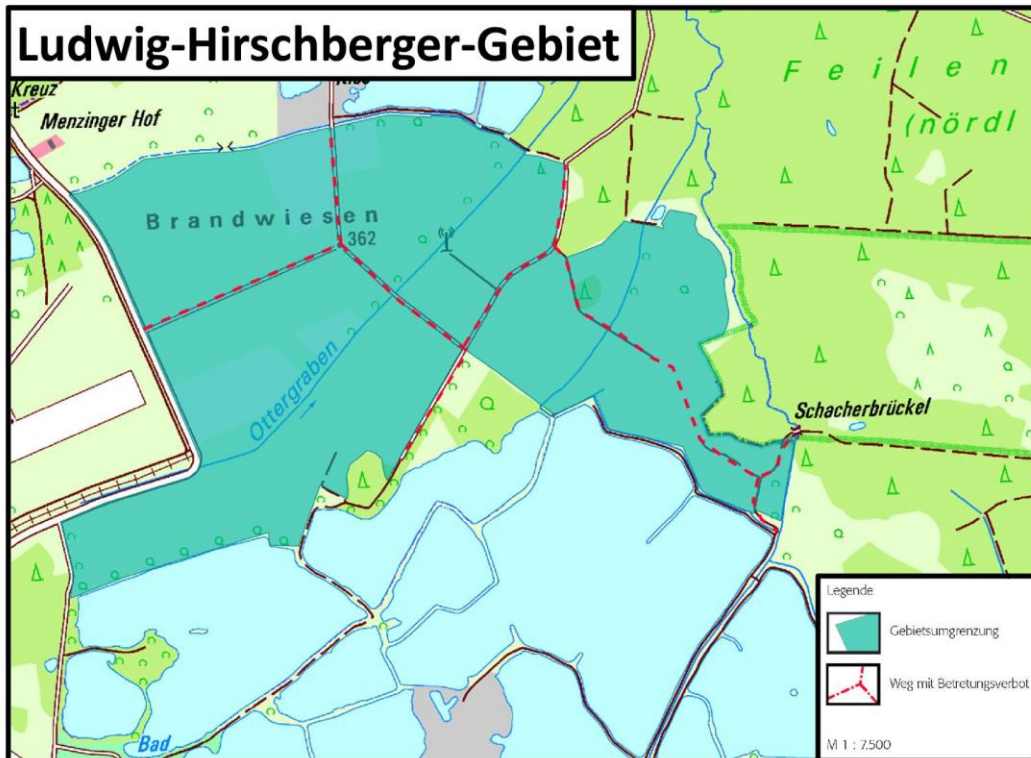 Ludwig-Hirschberger-Gebiet
Kreuz
Menzinger Hof
Feilen
(nördl
Brandwiesen
362
Ottergraben
Schacherbrückel
Bad
Legende
Gebietsumgrenzung
Weg mit Betretungsverbot
M 1 : 7.500